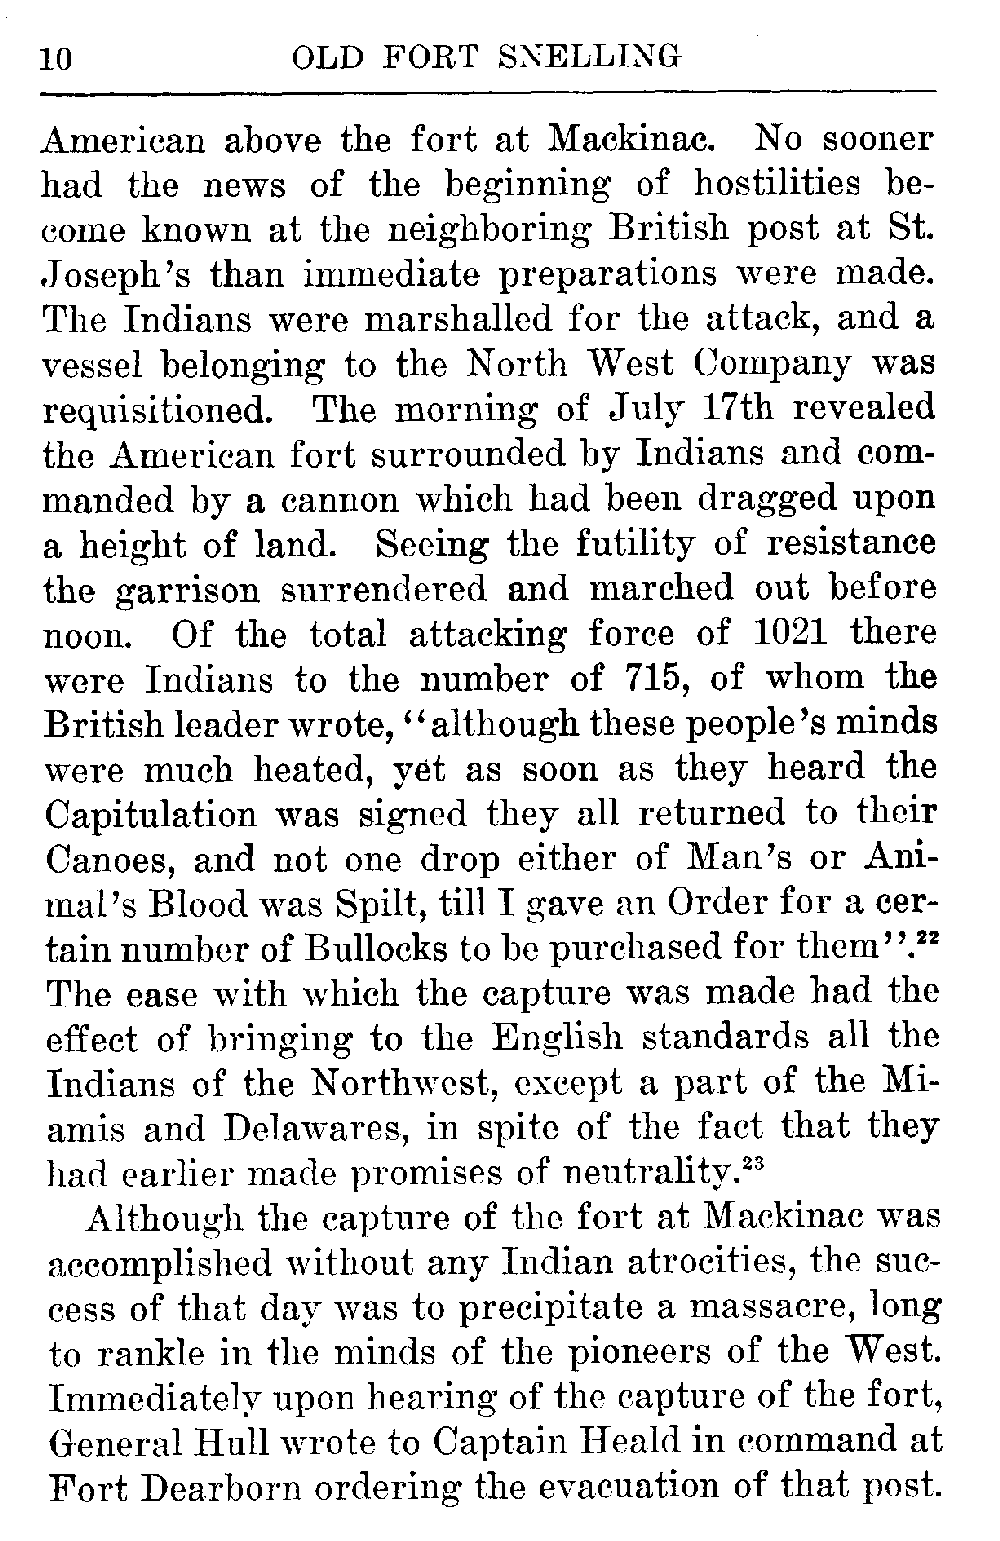 10 OLD FORT SNELLING
American above the fort at Mackinac. No sooner
had the news of the beginning of hostilities be-
come known at the neighboring British post at St.
Joseph's than immediate preparations were made.
The Indians were marshalled for the attack, and a
vessel belonging to the North West Company was
requisitioned. The morning of July 17th revealed
the American fort surrounded by Indians and com-
manded by a cannon which had been dragged upon
a height of land. Seeing the futility of resistance
the garrison surrendered and marched out before
noon. Of the total attacking force of 1021 there
were Indians to the number of 715, of whom the
British leader wrote, "although these people's minds
were much heated, yet as soon as they heard the
Capitulation was signed they all returned to their
Canoes, and not one drop either of Man's or Ani-
mal's Blood was Spilt, till I gave an Order for a cer-
tain number of Bullocks to be purchased for them".²²
The ease with which the capture was made had the
effect of bringing to the English standards all the
Indians of the Northwest, except a part of the Mi-
amis and Delawares, in spite of the fact that they
had earlier made promises of neutrality.²³
Although the capture of the fort at Mackinac was
accomplished without any Indian atrocities, the suc-
cess of that day was to precipitate a massacre, long
to rankle in the minds of the pioneers of the West.
Immediately upon hearing of the capture of the fort,
General Hull wrote to Captain Heald in command at
Fort Dearborn ordering the evacuation of that post.